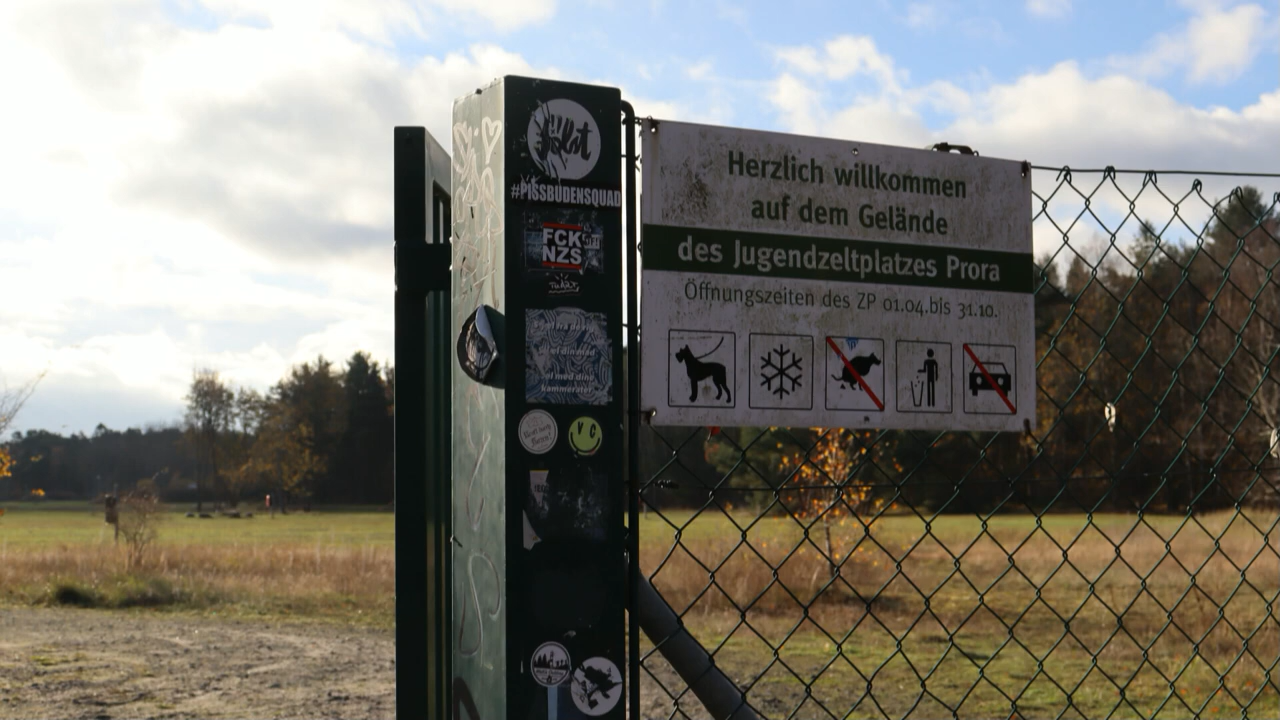 #PISSBUDENSQUAD
FCK
NZS
VC
Herzlich willkommen
auf dem Gelände
des Jugendzeltplatzes Prora
Öffnungszeiten des ZP 01.04.bis 31.10.